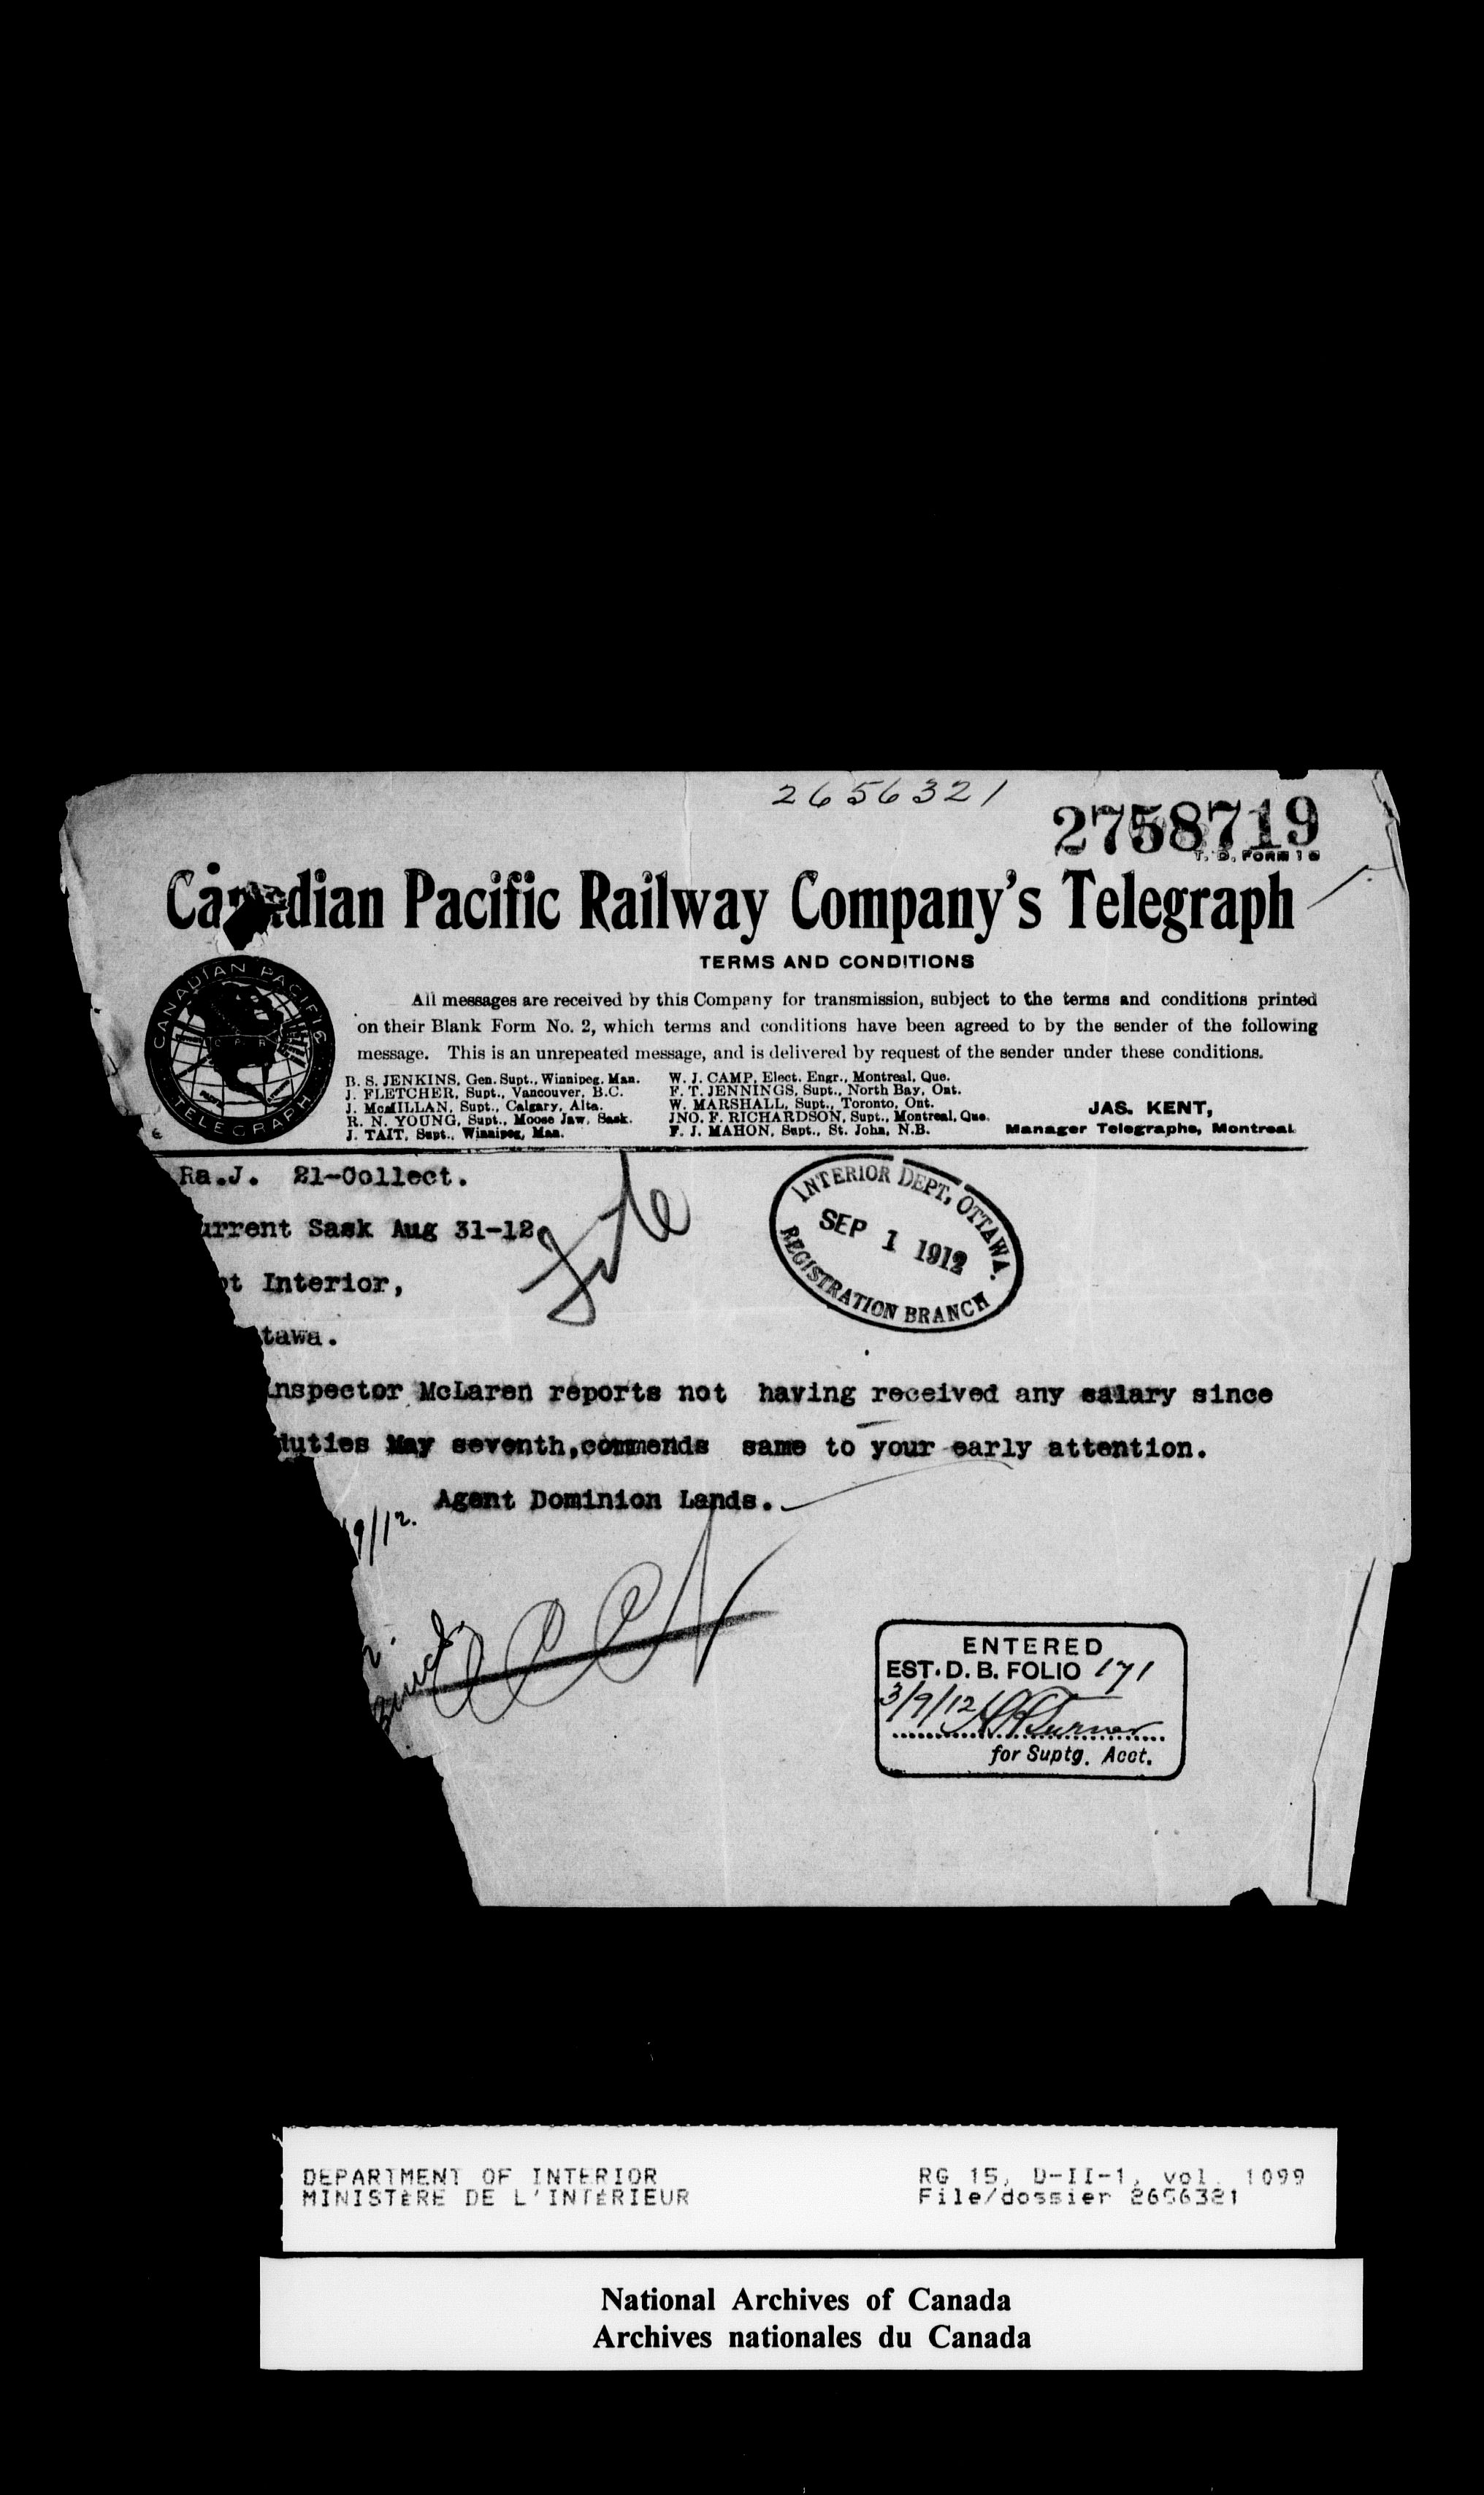 2656321
2758719
T. D. FORM 1
Canadian Pacific Railway Company's Telegraph
TERMS AND CONDITIONS
CANADIAN PACIFIC
C.P.R.
TELEGRAPH
All messages are received by this Company for transmission, subject to the terms and conditions printed
on their Blank Form No. 2, which terms and conditions have been agreed to by the sender of the following
message. This is an unrepeated message, and is delivered by request of the sender under these conditions.
B. S. JENKINS, Gen. Supt., Winnipeg, Man.
J. FLETCHER, Supt., Vancouver, B.C.
J. McMILLAN, Supt., Calgary, Alta.
R. N. YOUNG, Supt., Moose Jaw, Sask.
J. TAIT, Supt., Winnipeg, Man.
W. J. CAMP, Elect. Engr., Montreal, Que.
F. T. JENNINGS, Supt., North Bay, Ont.
W. MARSHALL, Supt., Toronto, Ont.
JNO. F. RICHARDSON, Supt., Montreal, Que.
F. J. MAHON, Supt., St. John, N.B.
JAS. KENT,
Manager Telegraphs, Montreal
Ra.J. 21-Collect.
urrent Sask Aug 31-12
pt Interior,
tawa.
INTERIOR DEPT, OTTAWA.
SEP 1 1912
REGISTRATION BRANCH
nspector McLaren reports not having received any salary since
duties May seventh,commends same to your early attention.
Agent Dominion Lands.
9/12.
ENTERED
EST. D. B. FOLIO 171
3/9/12 Turner
for Suptg. Acct.
DEPARTMENT OF INTERIOR
MINISTÈRE DE L'INTÉRIEUR
RG 15, D-II-1, vol. 1099
File/dossier 2656321
National Archives of Canada
Archives nationales du Canada